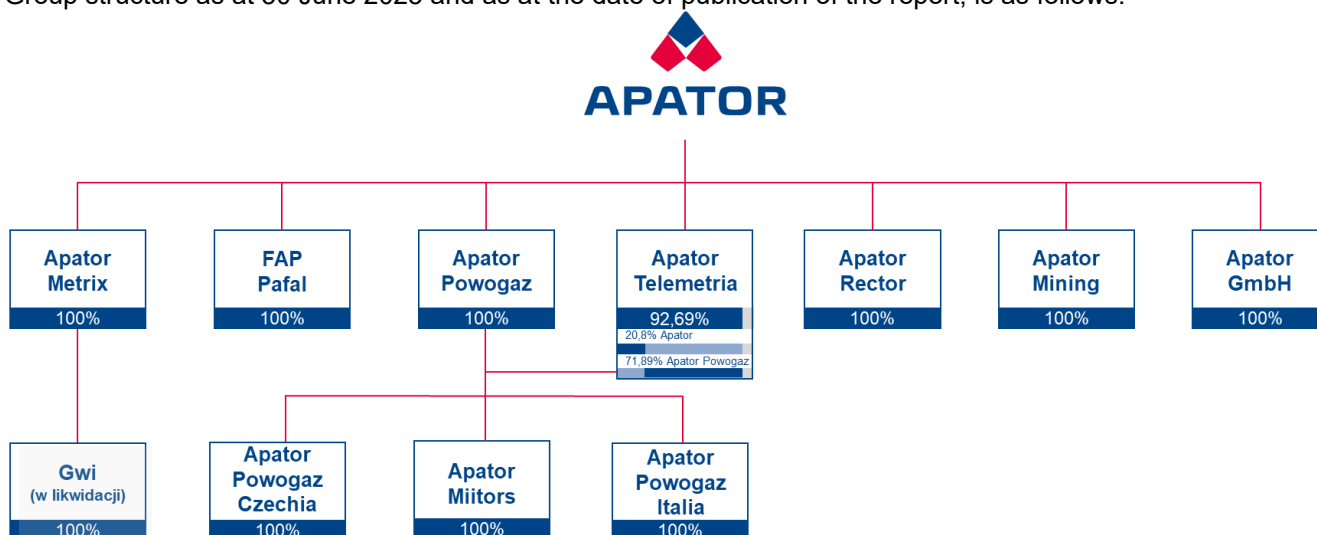 Group structure as at 30 June 2023 and as at the date of publication of the report, is as follows:
APATOR
Apator
Metrix
100%
FAP
Pafal
100%
Apator
Powogaz
100%
Apator
Telemetria
92,69%
20,8% Apator
71,89% Apator Powogaz
Apator
Rector
100%
Apator
Mining
100%
Apator
GmbH
100%
Gwi
(w likwidacji)
100%
Apator
Powogaz
Czechia
100%
Apator
Miitors
100%
Apator
Powogaz
Italia
100%